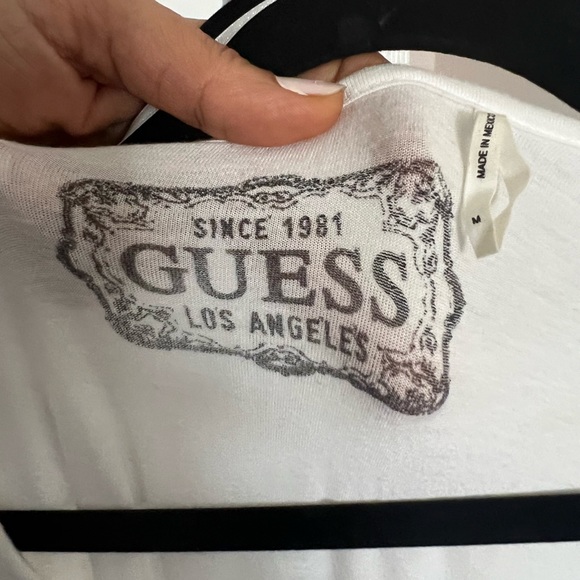 SINCE 1981
GUESS
LOS ANGELES
MADE IN MEXICO
M